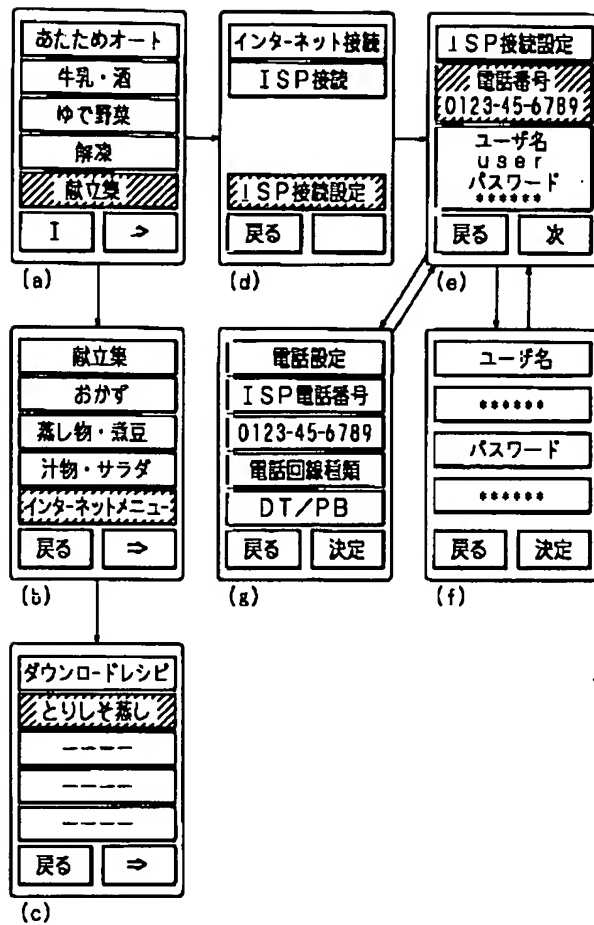 あたためオート
牛乳・酒
ゆで野菜
解凍
献立集
I ⇒
(a)
インターネット接続
ISP接続
ISP接続設定
戻る
(d)
ISP接続設定
電話番号
0123-45-6789
ユーザ名
user
パスワード
******
戻る 次
(e)
献立集
おかず
蒸し物・煮豆
汁物・サラダ
インターネットメニュー
戻る ⇒
(b)
電話設定
ISP電話番号
0123-45-6789
電話回線種類
DT/PB
戻る 決定
(g)
ユーザ名
******
パスワード
******
戻る 決定
(f)
ダウンロードレシピ
とりしそ蒸し
----
----
----
戻る ⇒
(c)